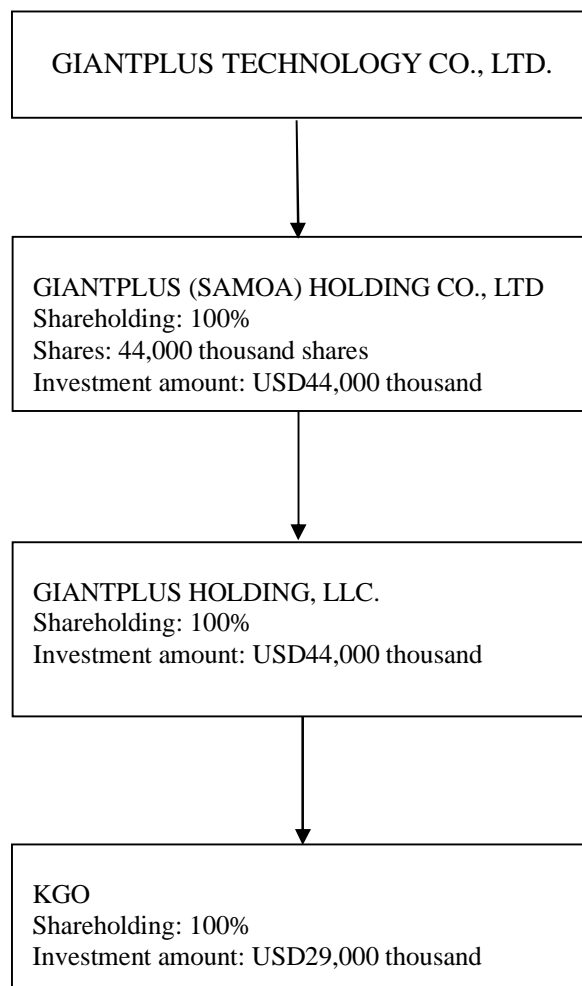 GIANTPLUS TECHNOLOGY CO., LTD.
GIANTPLUS (SAMOA) HOLDING CO., LTD
Shareholding: 100%
Shares: 44,000 thousand shares
Investment amount: USD44,000 thousand
GIANTPLUS HOLDING, LLC.
Shareholding: 100%
Investment amount: USD44,000 thousand
KGO
Shareholding: 100%
Investment amount: USD29,000 thousand